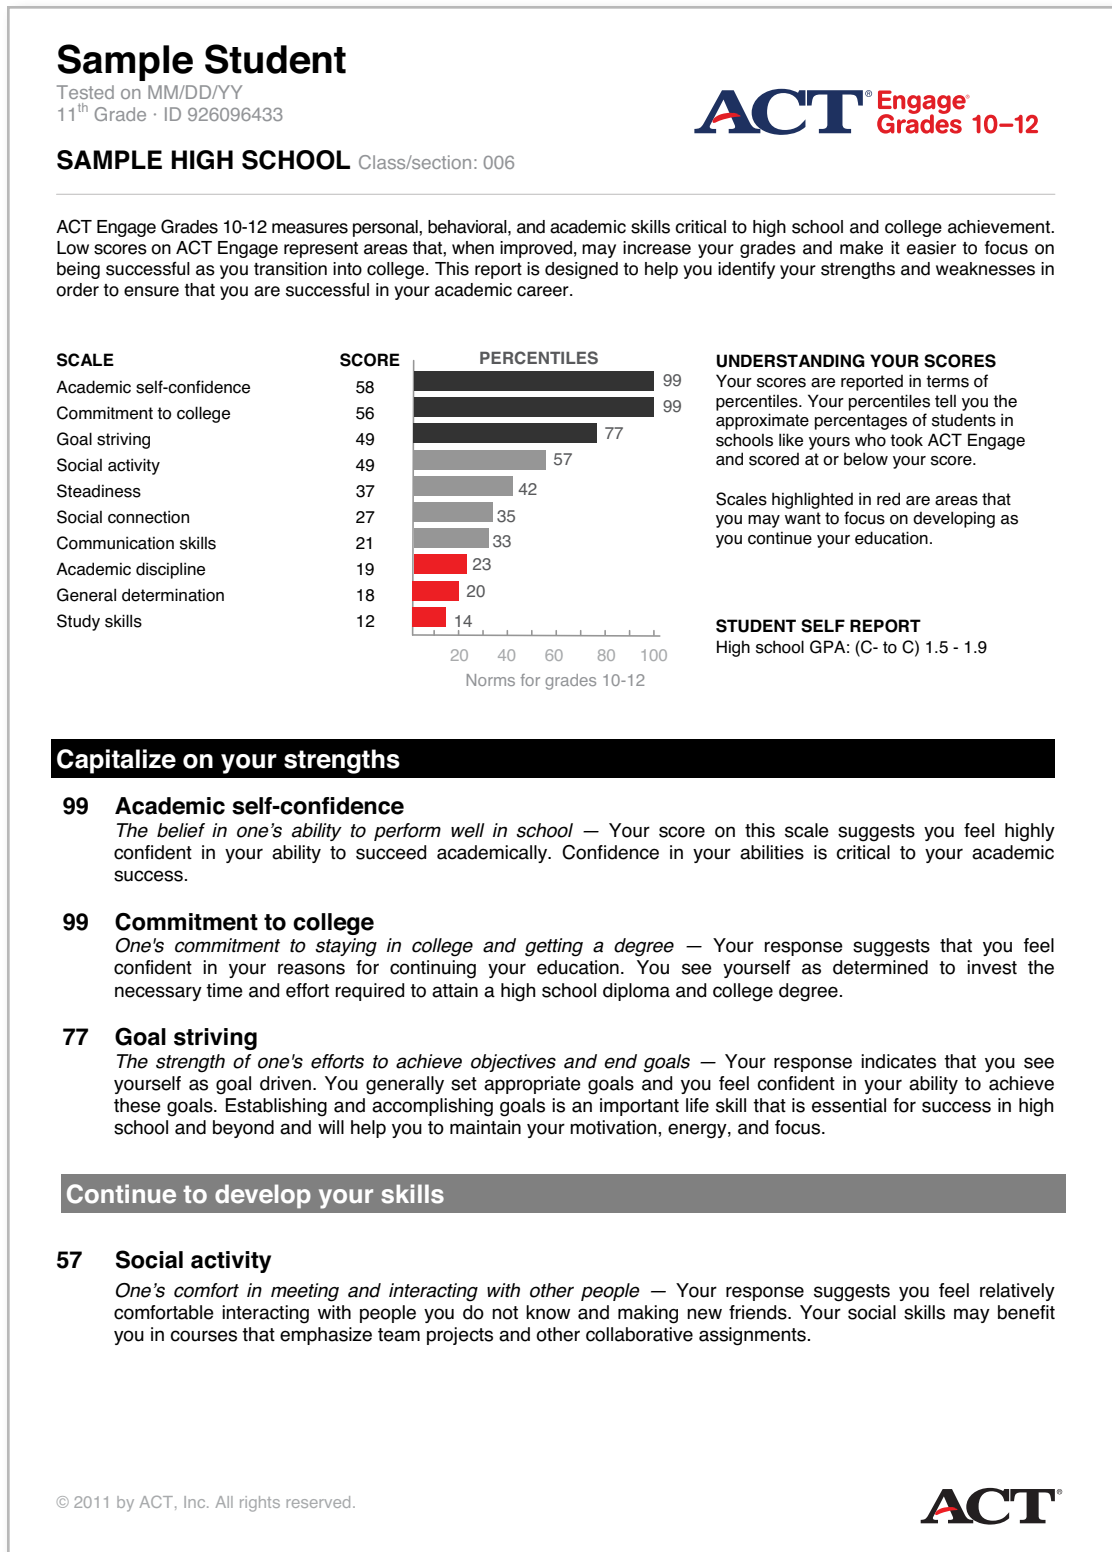 Sample Student
Tested on MM/DD/YY
11th Grade · ID 926096433
ACT® Engage®
Grades 10–12
SAMPLE HIGH SCHOOL Class/section: 006
ACT Engage Grades 10-12 measures personal, behavioral, and academic skills critical to high school and college achievement.
Low scores on ACT Engage represent areas that, when improved, may increase your grades and make it easier to focus on
being successful as you transition into college. This report is designed to help you identify your strengths and weaknesses in
order to ensure that you are successful in your academic career.
SCALE SCORE PERCENTILES
Academic self-confidence 58 99
Commitment to college 56 99
Goal striving 49 77
Social activity 49 57
Steadiness 37 42
Social connection 27 35
Communication skills 21 33
Academic discipline 19 23
General determination 18 20
Study skills 12 14
20 40 60 80 100
Norms for grades 10-12
UNDERSTANDING YOUR SCORES
Your scores are reported in terms of
percentiles. Your percentiles tell you the
approximate percentages of students in
schools like yours who took ACT Engage
and scored at or below your score.
Scales highlighted in red are areas that
you may want to focus on developing as
you continue your education.
STUDENT SELF REPORT
High school GPA: (C- to C) 1.5 - 1.9
Capitalize on your strengths
99 Academic self-confidence
The belief in one's ability to perform well in school — Your score on this scale suggests you feel highly
confident in your ability to succeed academically. Confidence in your abilities is critical to your academic
success.
99 Commitment to college
One's commitment to staying in college and getting a degree — Your response suggests that you feel
confident in your reasons for continuing your education. You see yourself as determined to invest the
necessary time and effort required to attain a high school diploma and college degree.
77 Goal striving
The strength of one's efforts to achieve objectives and end goals — Your response indicates that you see
yourself as goal driven. You generally set appropriate goals and you feel confident in your ability to achieve
these goals. Establishing and accomplishing goals is an important life skill that is essential for success in high
school and beyond and will help you to maintain your motivation, energy, and focus.
Continue to develop your skills
57 Social activity
One's comfort in meeting and interacting with other people — Your response suggests you feel relatively
comfortable interacting with people you do not know and making new friends. Your social skills may benefit
you in courses that emphasize team projects and other collaborative assignments.
© 2011 by ACT, Inc. All rights reserved.
ACT®